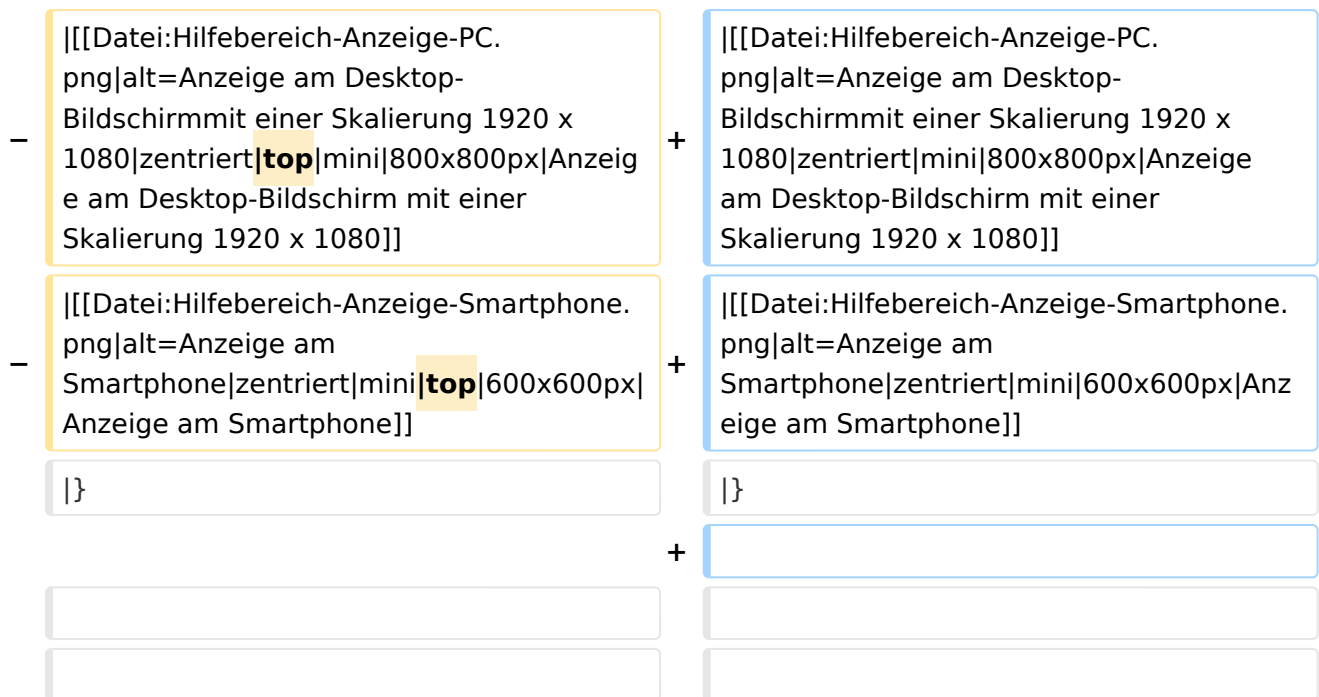 |[[Datei:Hilfebereich-Anzeige-PC.
png|alt=Anzeige am Desktop-
Bildschirmmit einer Skalierung 1920 x
− 1080|zentriert|top|mini|800x800px|Anzeig
e am Desktop-Bildschirm mit einer
Skalierung 1920 x 1080]]
|[[Datei:Hilfebereich-Anzeige-PC.
png|alt=Anzeige am Desktop-
Bildschirmmit einer Skalierung 1920 x
+ 1080|zentriert|mini|800x800px|Anzeige
am Desktop-Bildschirm mit einer
Skalierung 1920 x 1080]]
|[[Datei:Hilfebereich-Anzeige-Smartphone.
png|alt=Anzeige am
− Smartphone|zentriert|mini|top|600x600px|
Anzeige am Smartphone]]
|[[Datei:Hilfebereich-Anzeige-Smartphone.
png|alt=Anzeige am
+ Smartphone|zentriert|mini|600x600px|Anz
eige am Smartphone]]
|}
|}
+